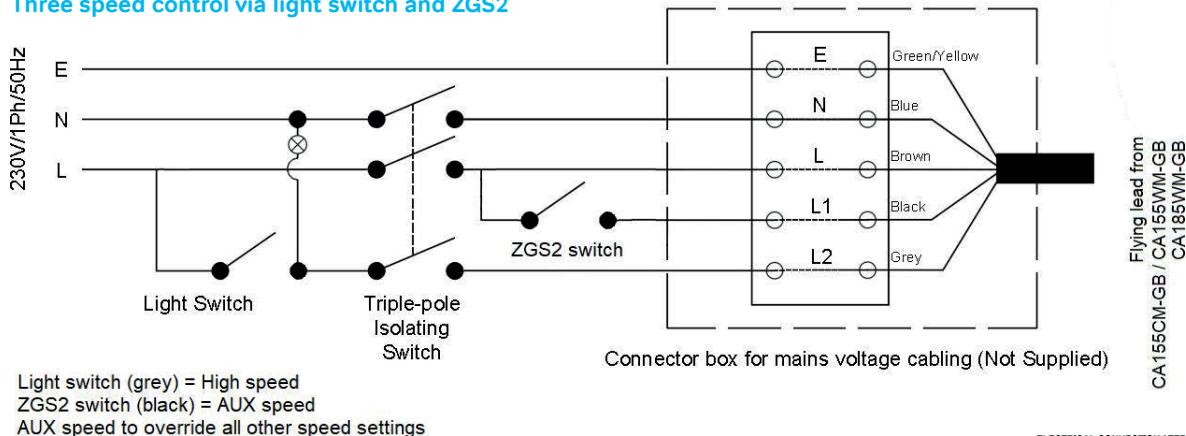 Three speed control via light switch and ZGS2
230V/1Ph/50Hz
E
N
L
E
N
L
L1
L2
Green/Yellow
Blue
Brown
Black
Grey
ZGS2 switch
Light Switch
Triple-pole
Isolating
Switch
Connector box for mains voltage cabling (Not Supplied)
Flying lead from
CA155CM-GB / CA155WM-GB
CA185WM-GB
Light switch (grey) = High speed
ZGS2 switch (black) = AUX speed
AUX speed to override all other speed settings